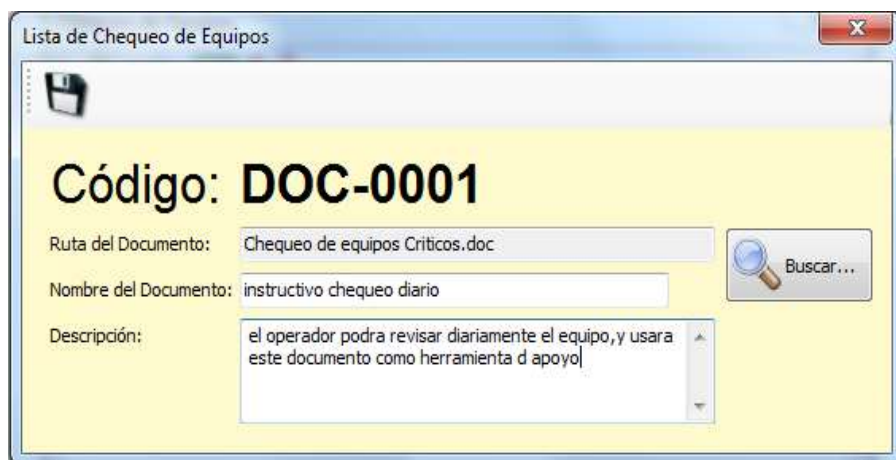 Lista de Chequeo de Equipos
Código: DOC-0001
Ruta del Documento: Chequeo de equipos Criticos.doc
Buscar...
Nombre del Documento: instructivo chequeo diario
Descripción: el operador podra revisar diariamente el equipo,y usara
este documento como herramienta d apoyo